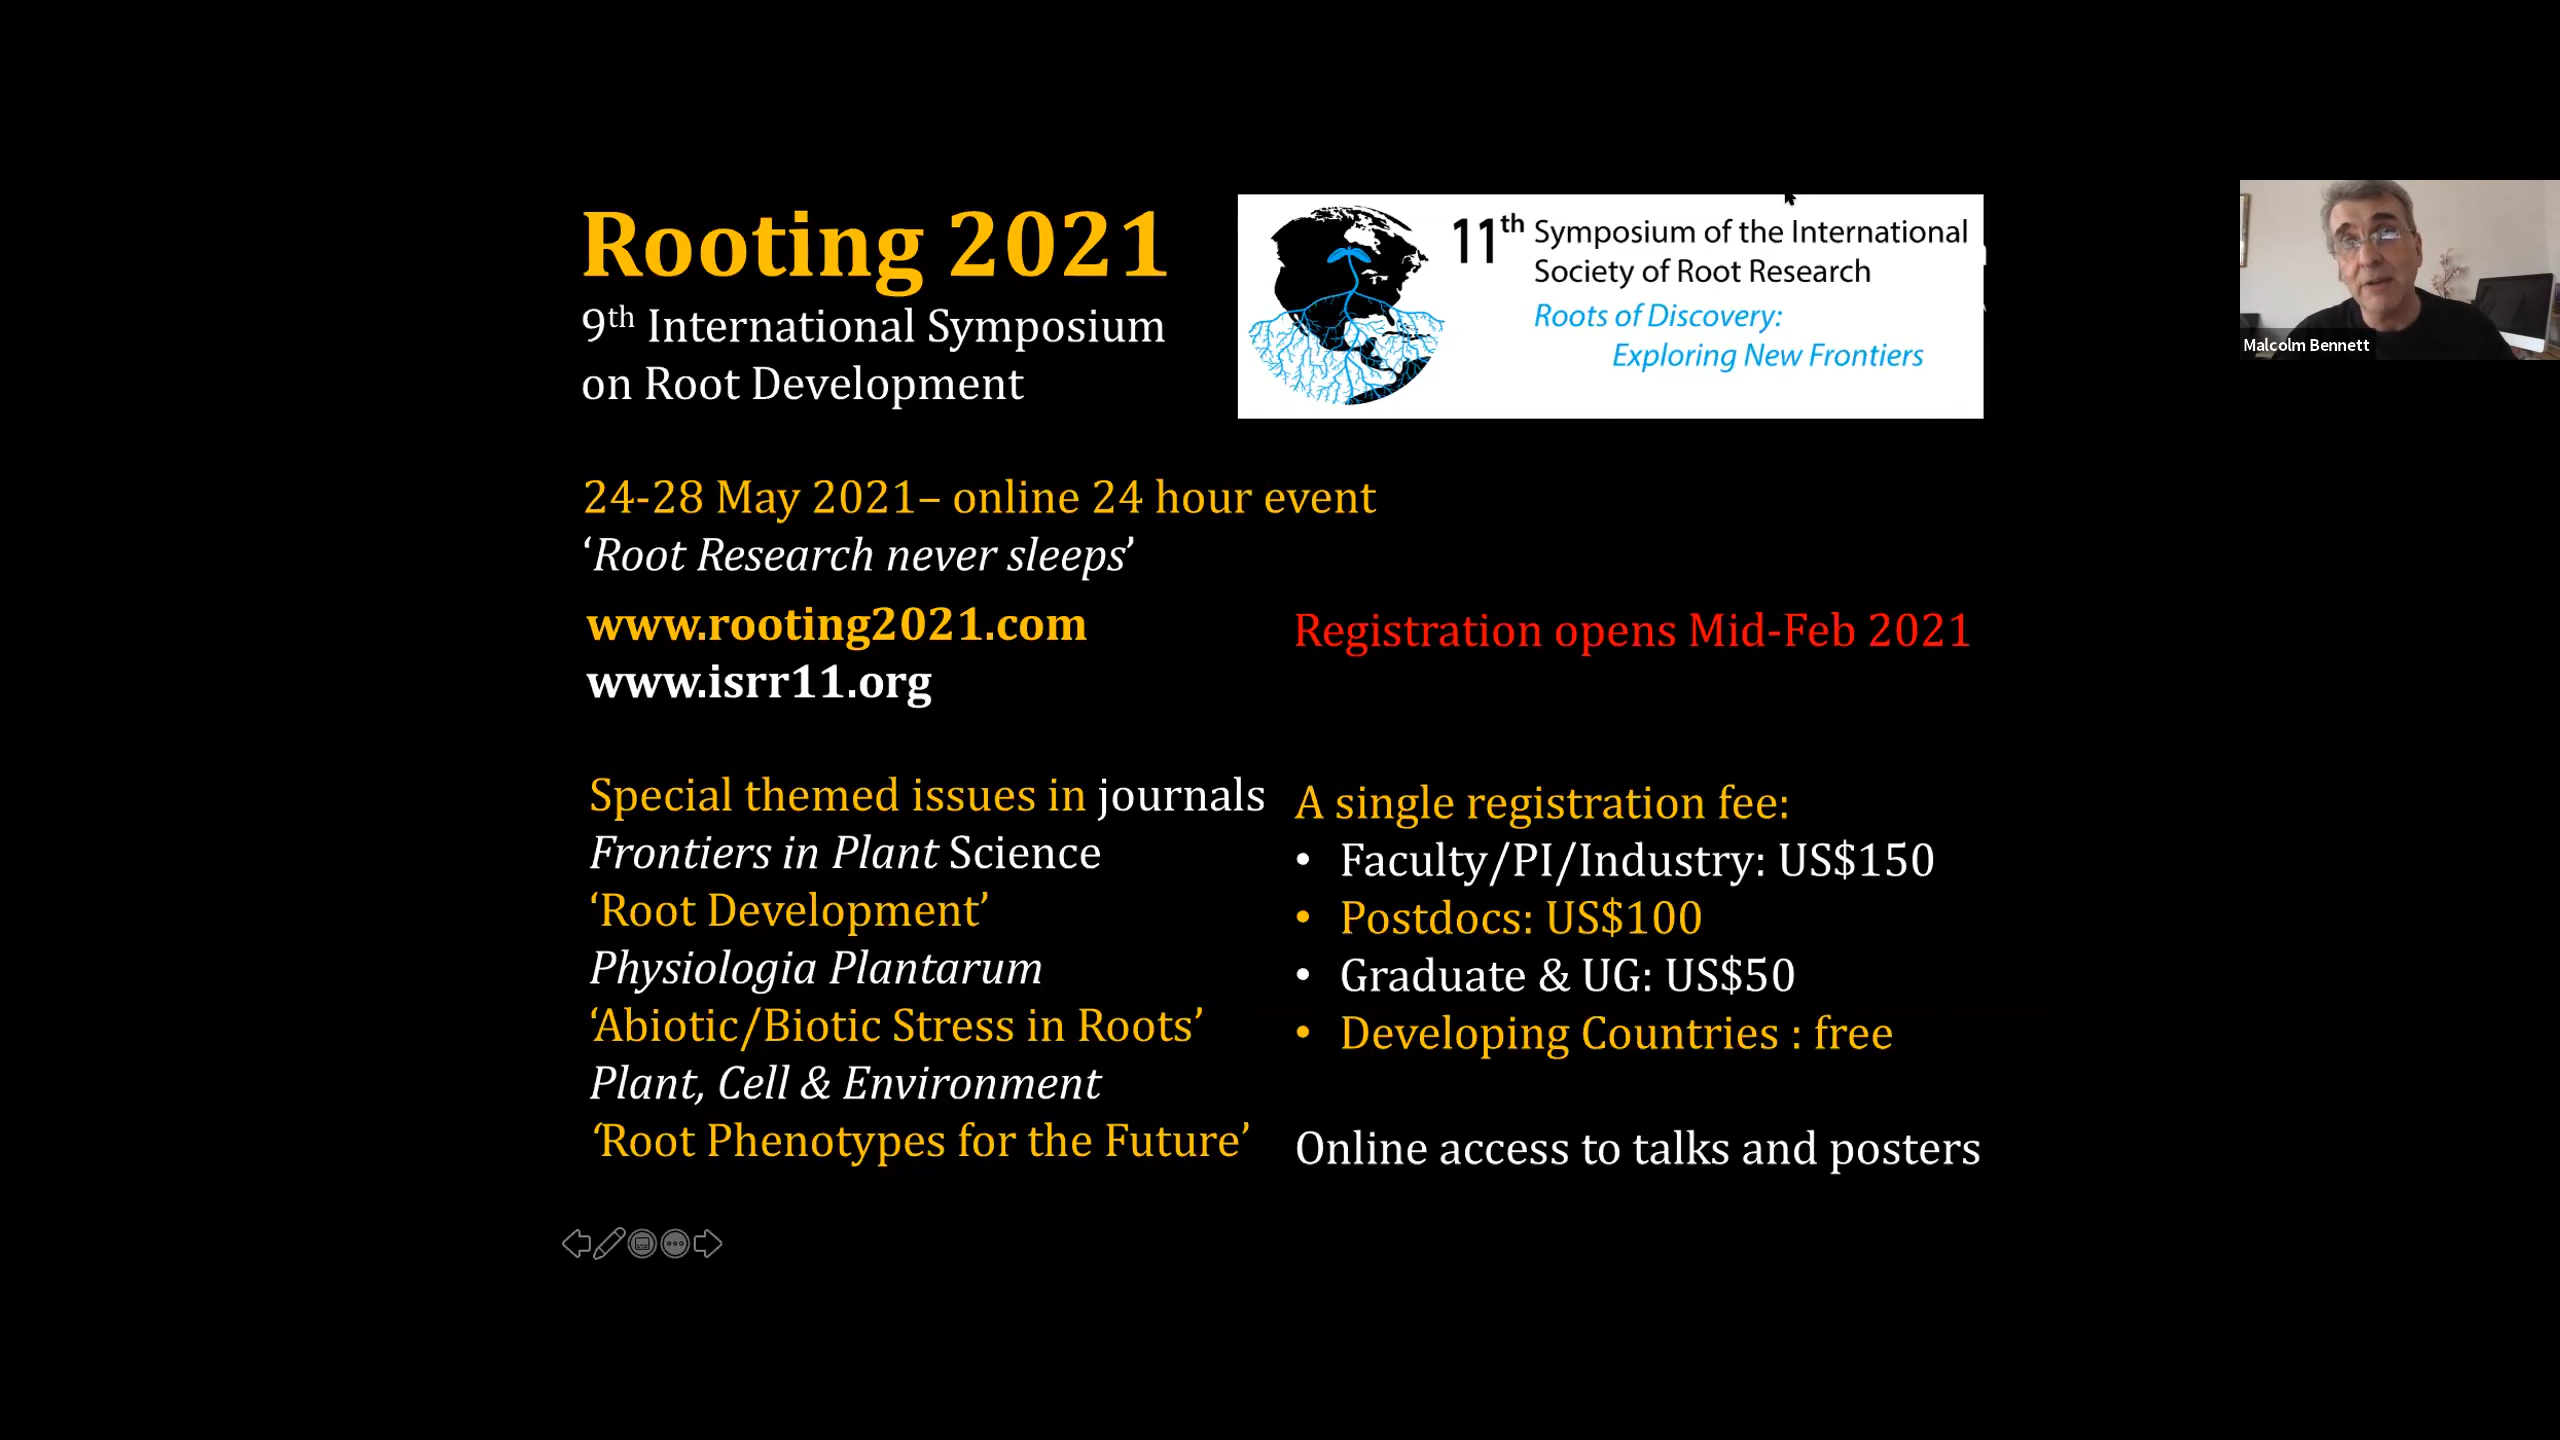 Rooting 2021
9th International Symposium
on Root Development
11th Symposium of the International
Society of Root Research
Roots of Discovery:
Exploring New Frontiers
Malcolm Bennett
24-28 May 2021– online 24 hour event
‘Root Research never sleeps’
www.rooting2021.com
www.isrr11.org
Registration opens Mid-Feb 2021
Special themed issues in journals
Frontiers in Plant Science
‘Root Development’
Physiologia Plantarum
‘Abiotic/Biotic Stress in Roots’
Plant, Cell & Environment
‘Root Phenotypes for the Future’
A single registration fee:
• Faculty/PI/Industry: US$150
• Postdocs: US$100
• Graduate & UG: US$50
• Developing Countries : free
Online access to talks and posters